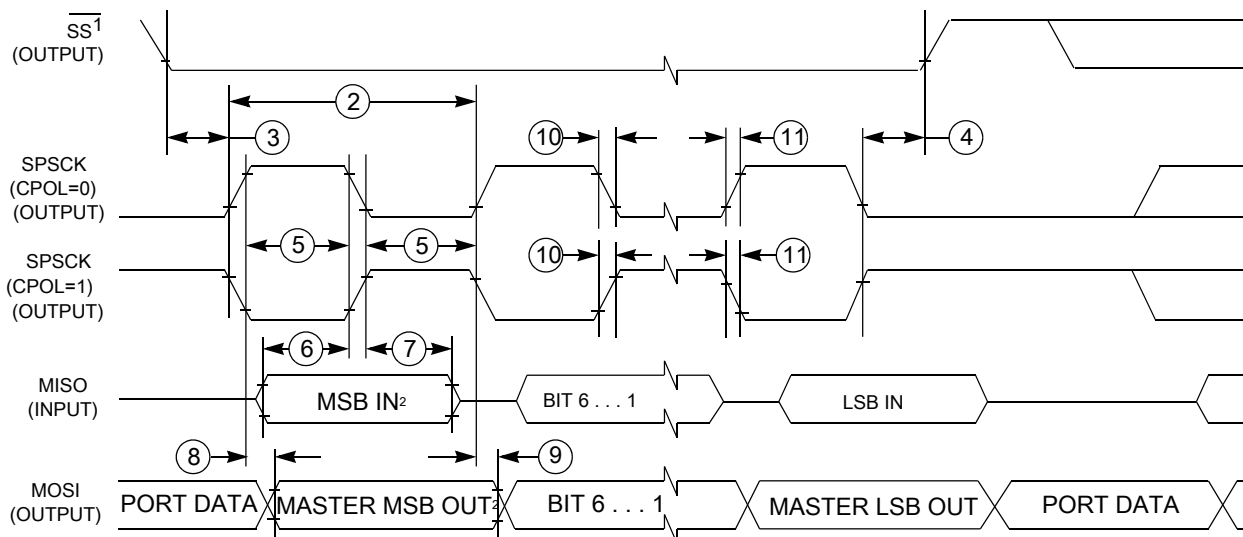 SS¹
(OUTPUT)
2
3
10
11
4
SPSCK
(CPOL=0)
(OUTPUT)
5
5
SPSCK
(CPOL=1)
(OUTPUT)
10
11
6
7
MISO
(INPUT)
MSB IN²
BIT 6 . . . 1
LSB IN
8
9
MOSI
(OUTPUT)
PORT DATA
MASTER MSB OUT²
BIT 6 . . . 1
MASTER LSB OUT
PORT DATA